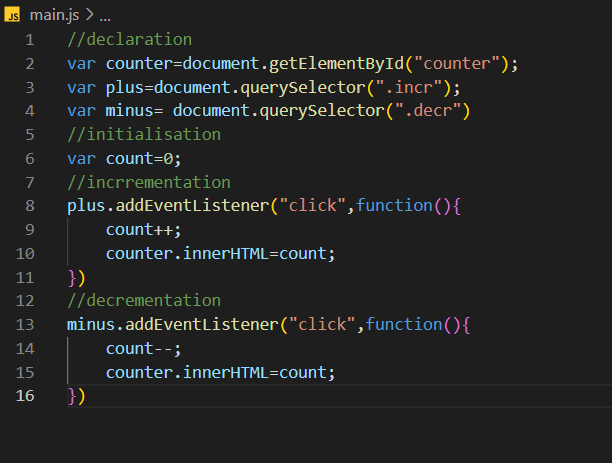 JS main.js > ...
1 //declaration
2 var counter=document.getElementById("counter");
3 var plus=document.querySelector(".incr");
4 var minus= document.querySelector(".decr")
5 //initialisation
6 var count=0;
7 //incrrementation
8 plus.addEventListener("click",function(){
9     count++;
10     counter.innerHTML=count;
11 })
12 //decrementation
13 minus.addEventListener("click",function(){
14     count--;
15     counter.innerHTML=count;
16 })